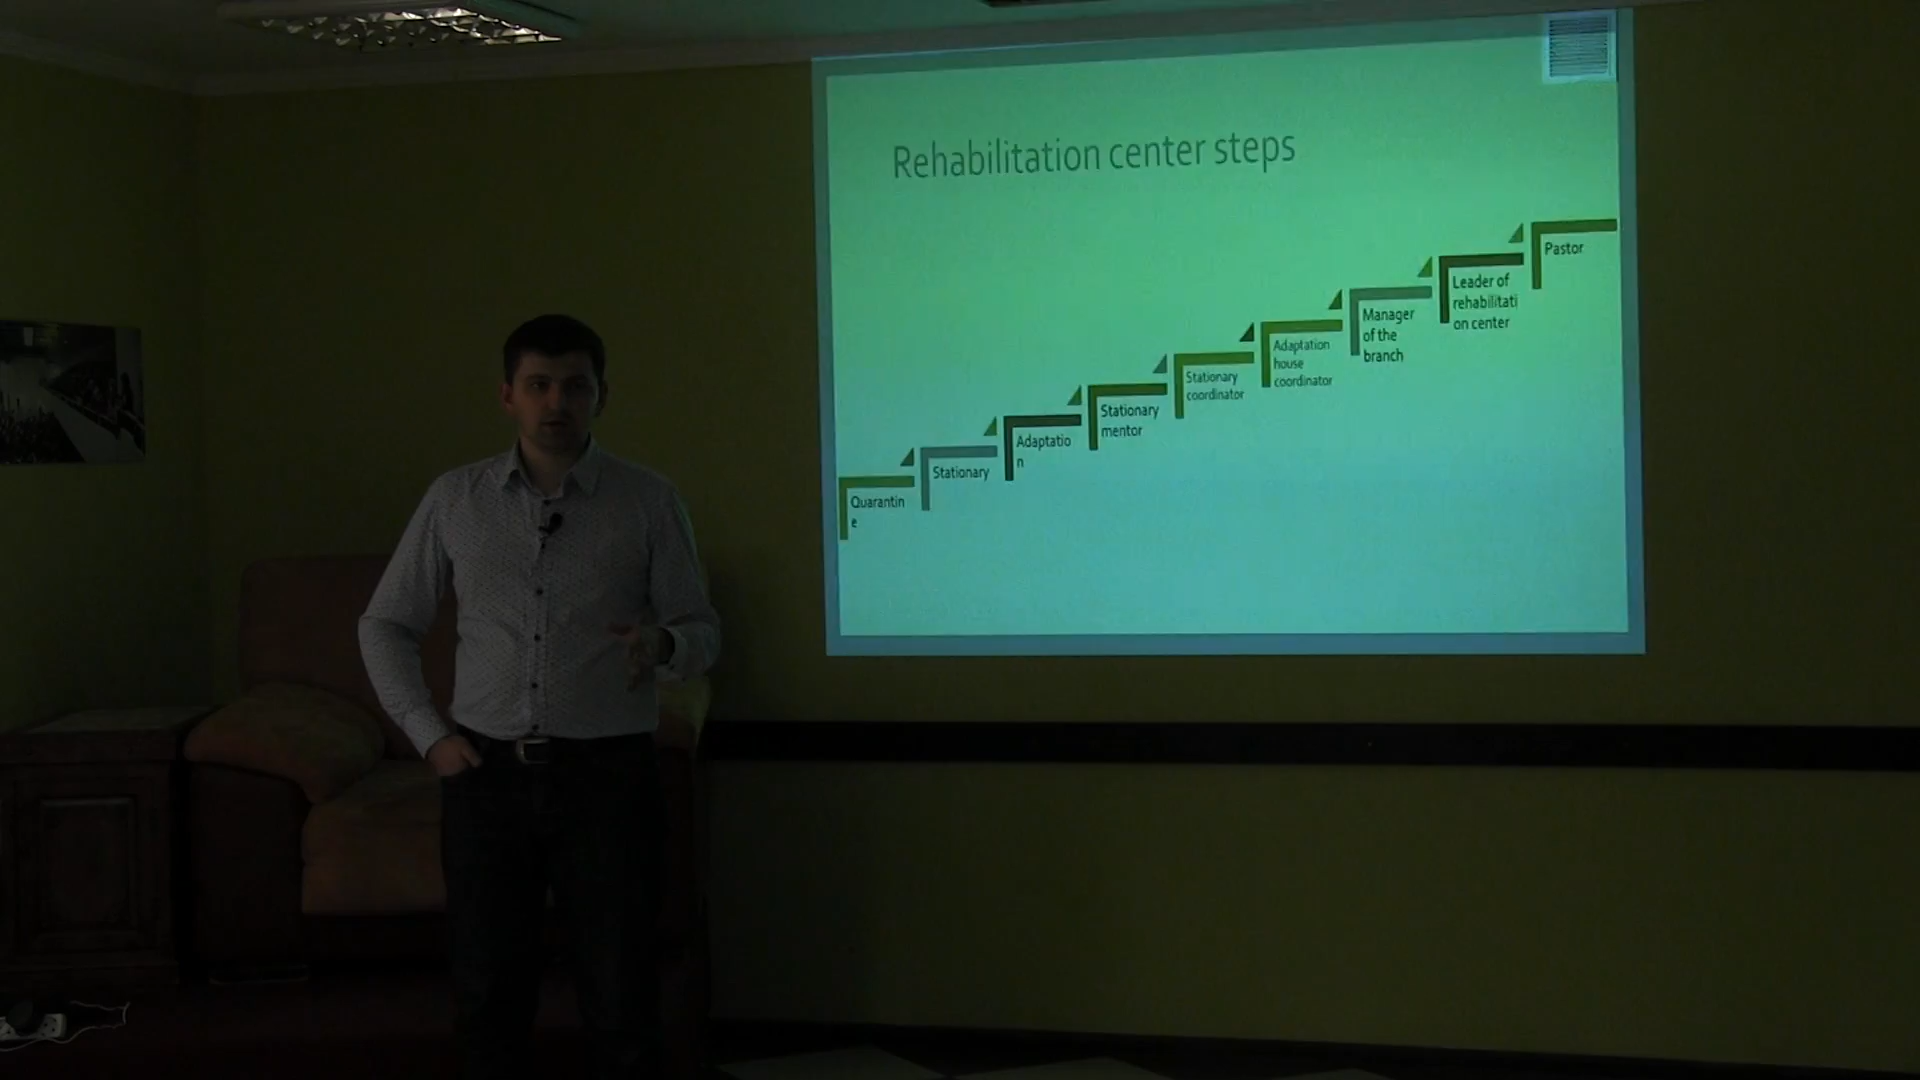 Rehabilitation center steps
Quarantin
e
Stationary
Adaptatio
n
Stationary
mentor
Stationary
coordinator
Adaptation
house
coordinator
Manager
of the
branch
Leader of
rehabilitati
on center
Pastor